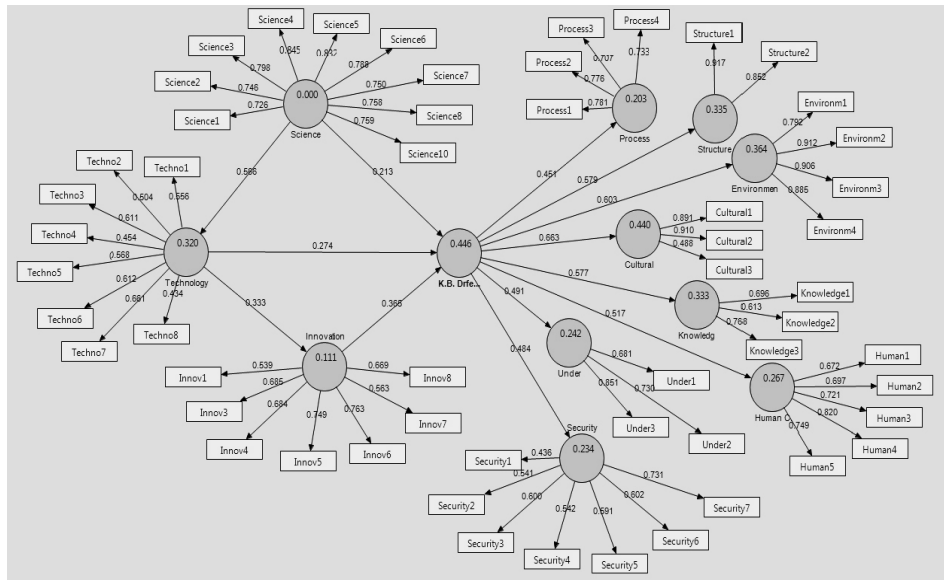 Science4
Science5
Science3
Science6
Science2
Science7
Science1
Science8
Science10
0.845
0.798
0.788
0.746
0.750
0.726
0.758
0.759
0.000
Science
0.213
Process3
Process4
Process2
Process1
0.707
0.733
0.776
0.781
0.203
Process
Structure1
Structure2
0.917
0.852
0.335
Structure
Environm1
Environm2
Environm3
Environm4
0.792
0.912
0.906
0.885
0.364
Environmen
0.451
0.579
0.603
Techno2
Techno1
Techno3
Techno4
Techno5
Techno6
Techno7
Techno8
0.504
0.556
0.611
0.454
0.568
0.612
0.661
0.434
0.320
Technology
0.274
0.333
0.446
K.B. Drfe...
0.663
0.440
Cultural
0.891
0.910
0.488
Cultural1
Cultural2
Cultural3
0.577
0.333
Knowledg
0.696
0.613
0.768
Knowledge1
Knowledge2
Knowledge3
0.491
0.517
0.484
0.242
Under
0.681
0.730
0.851
Under1
Under2
Under3
0.267
Human C
0.672
0.697
0.721
0.820
0.749
Human1
Human2
Human3
Human4
Human5
Innovation
0.111
0.539
0.685
0.684
0.749
0.763
0.563
0.669
Innov1
Innov3
Innov4
Innov5
Innov6
Innov7
Innov8
Security
0.234
0.436
0.541
0.600
0.542
0.591
0.602
0.731
Security1
Security2
Security3
Security4
Security5
Security6
Security7